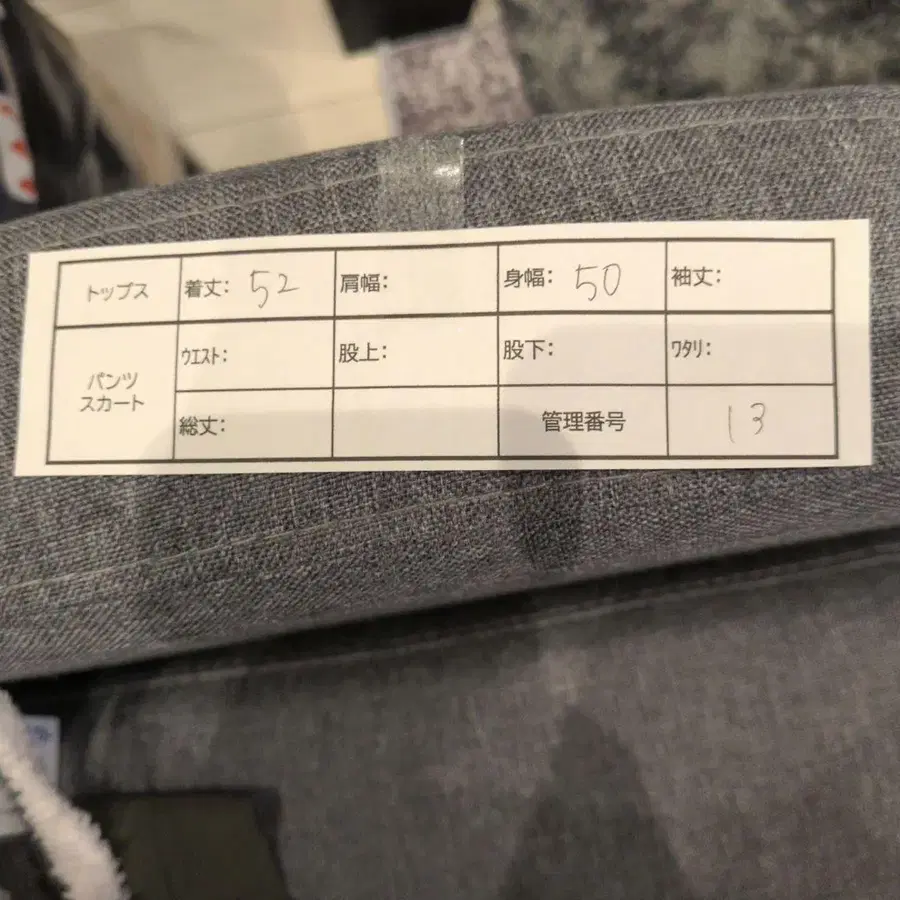 トップス 着丈: 52 肩幅: 身幅: 50 袖丈:
パンツ
スカート
ウエスト: 股上: 股下: ワタリ:
総丈: 管理番号 13